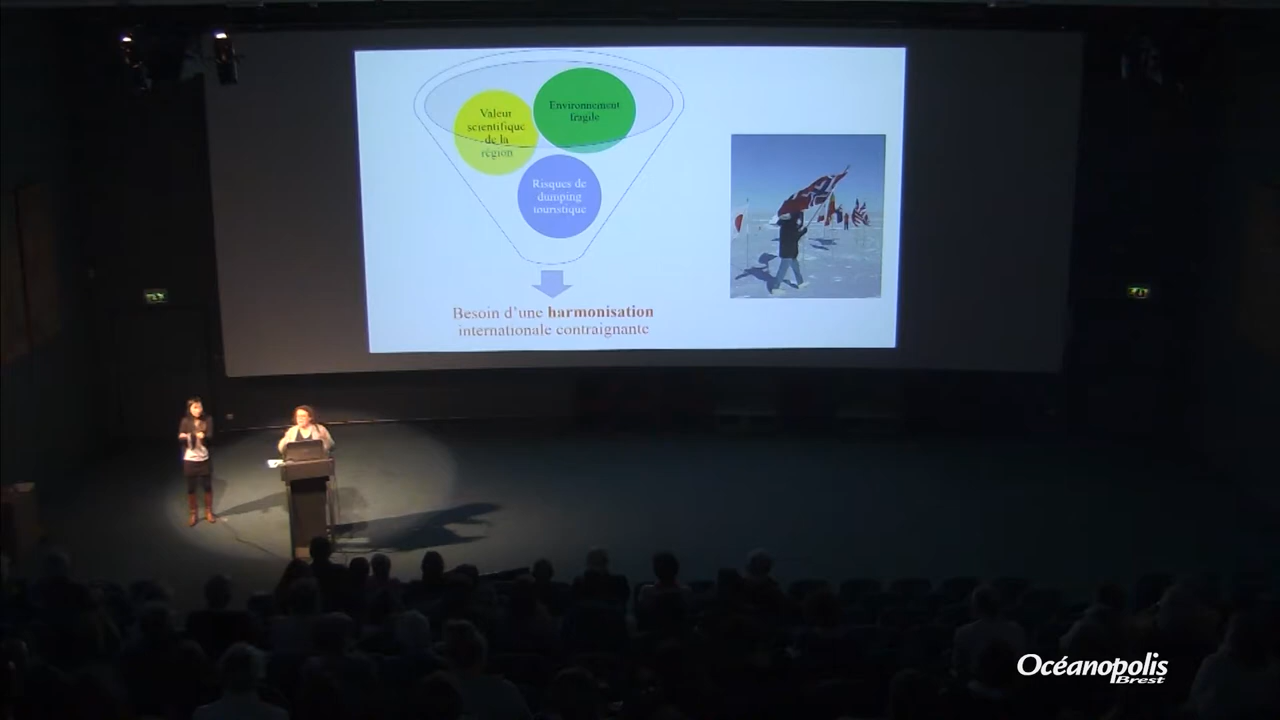 Valeur
scientifique
de la
région
Environnement
fragile
Risques de
dumping
touristique
Besoin d'une harmonisation
internationale contraignante
Océanopolis
Brest